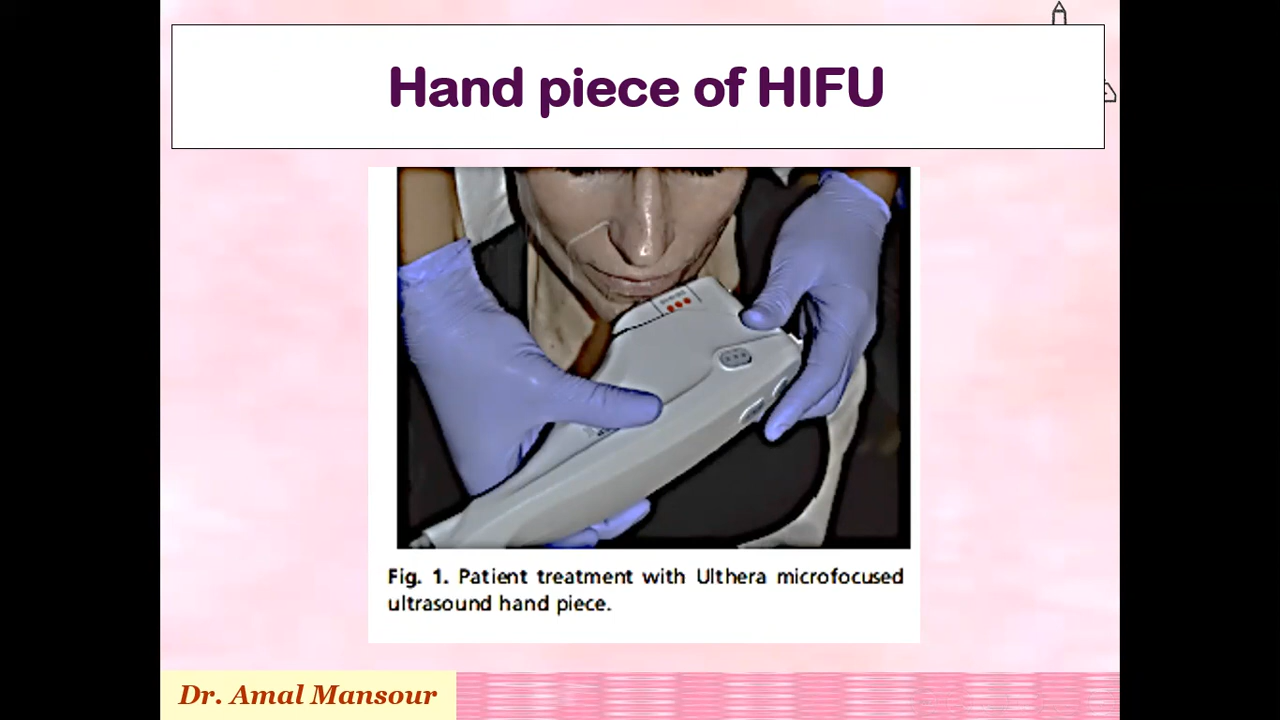 Hand piece of HIFU
Fig. 1. Patient treatment with Ulthera microfocused
ultrasound hand piece.
Dr. Amal Mansour